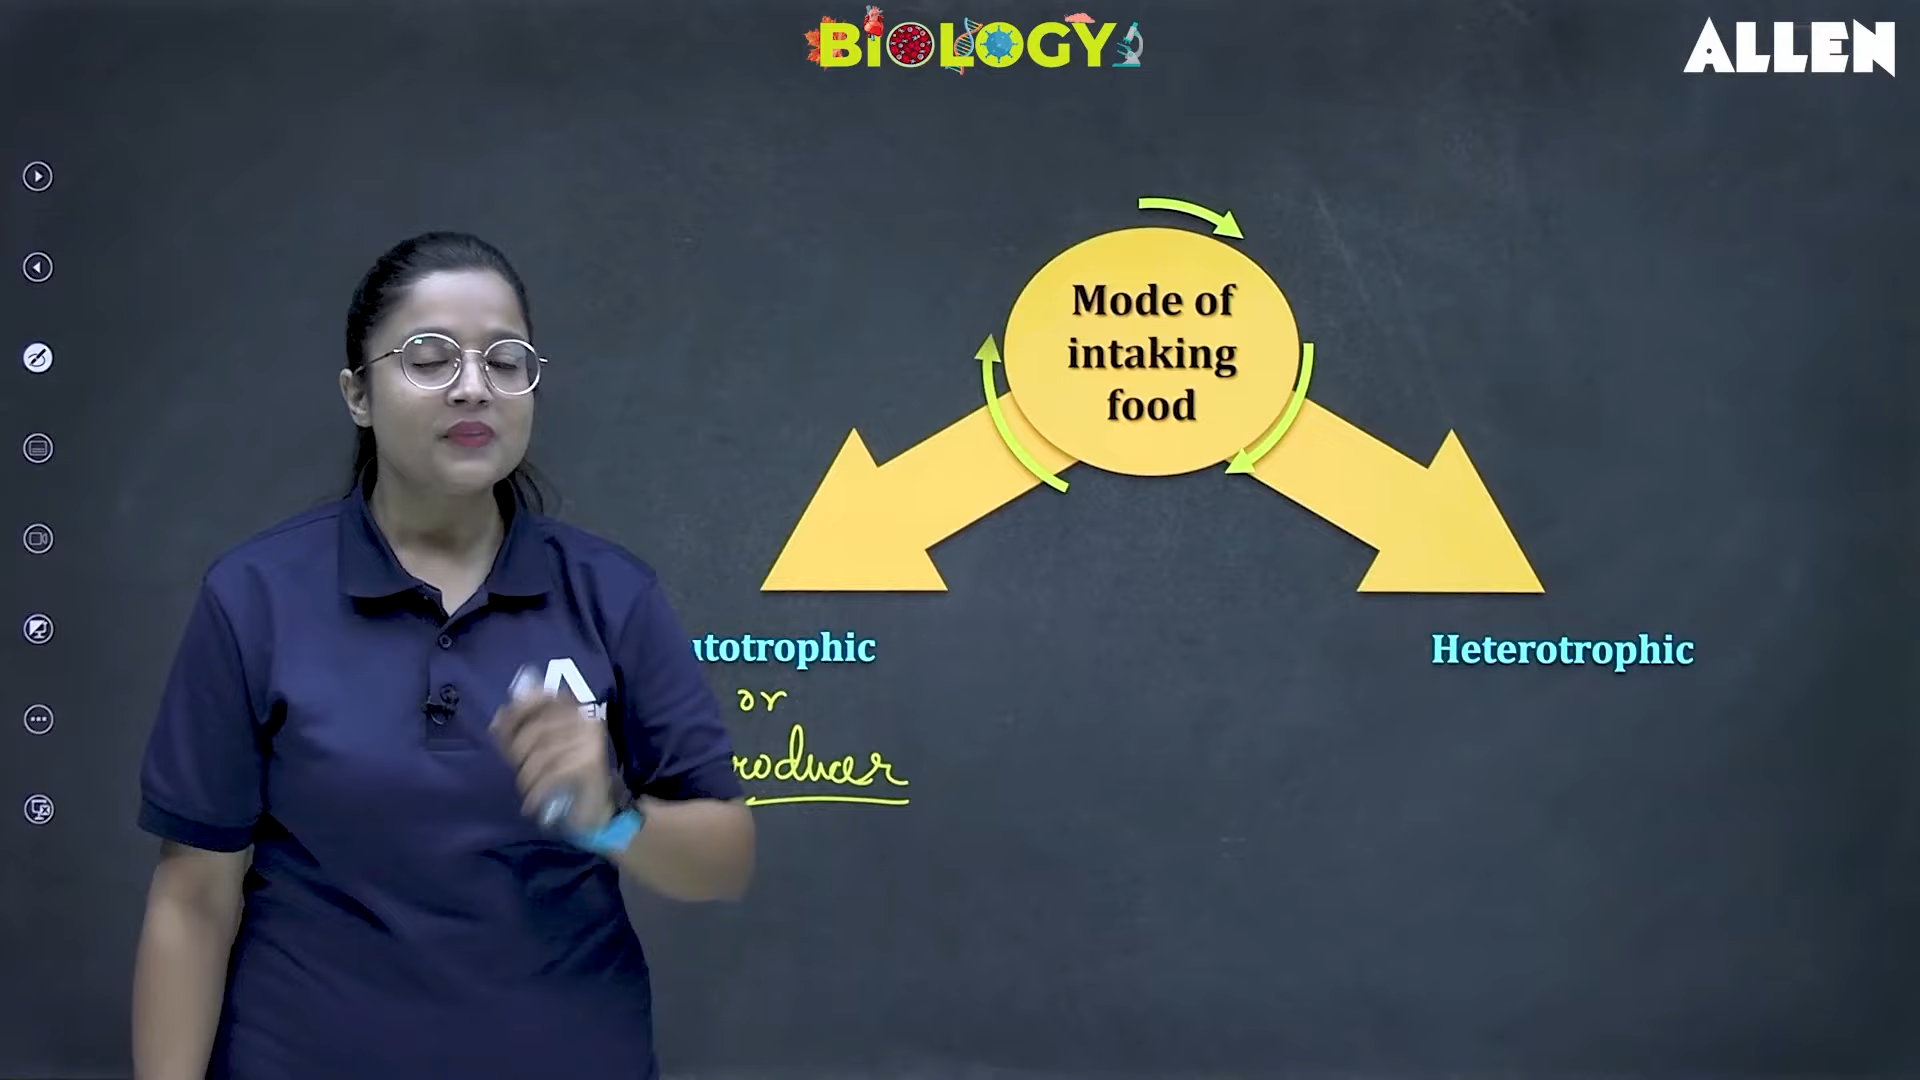 BIOLOGY
ALLEN
Mode of
intaking
food
utotrophic
Heterotrophic
or
roducer